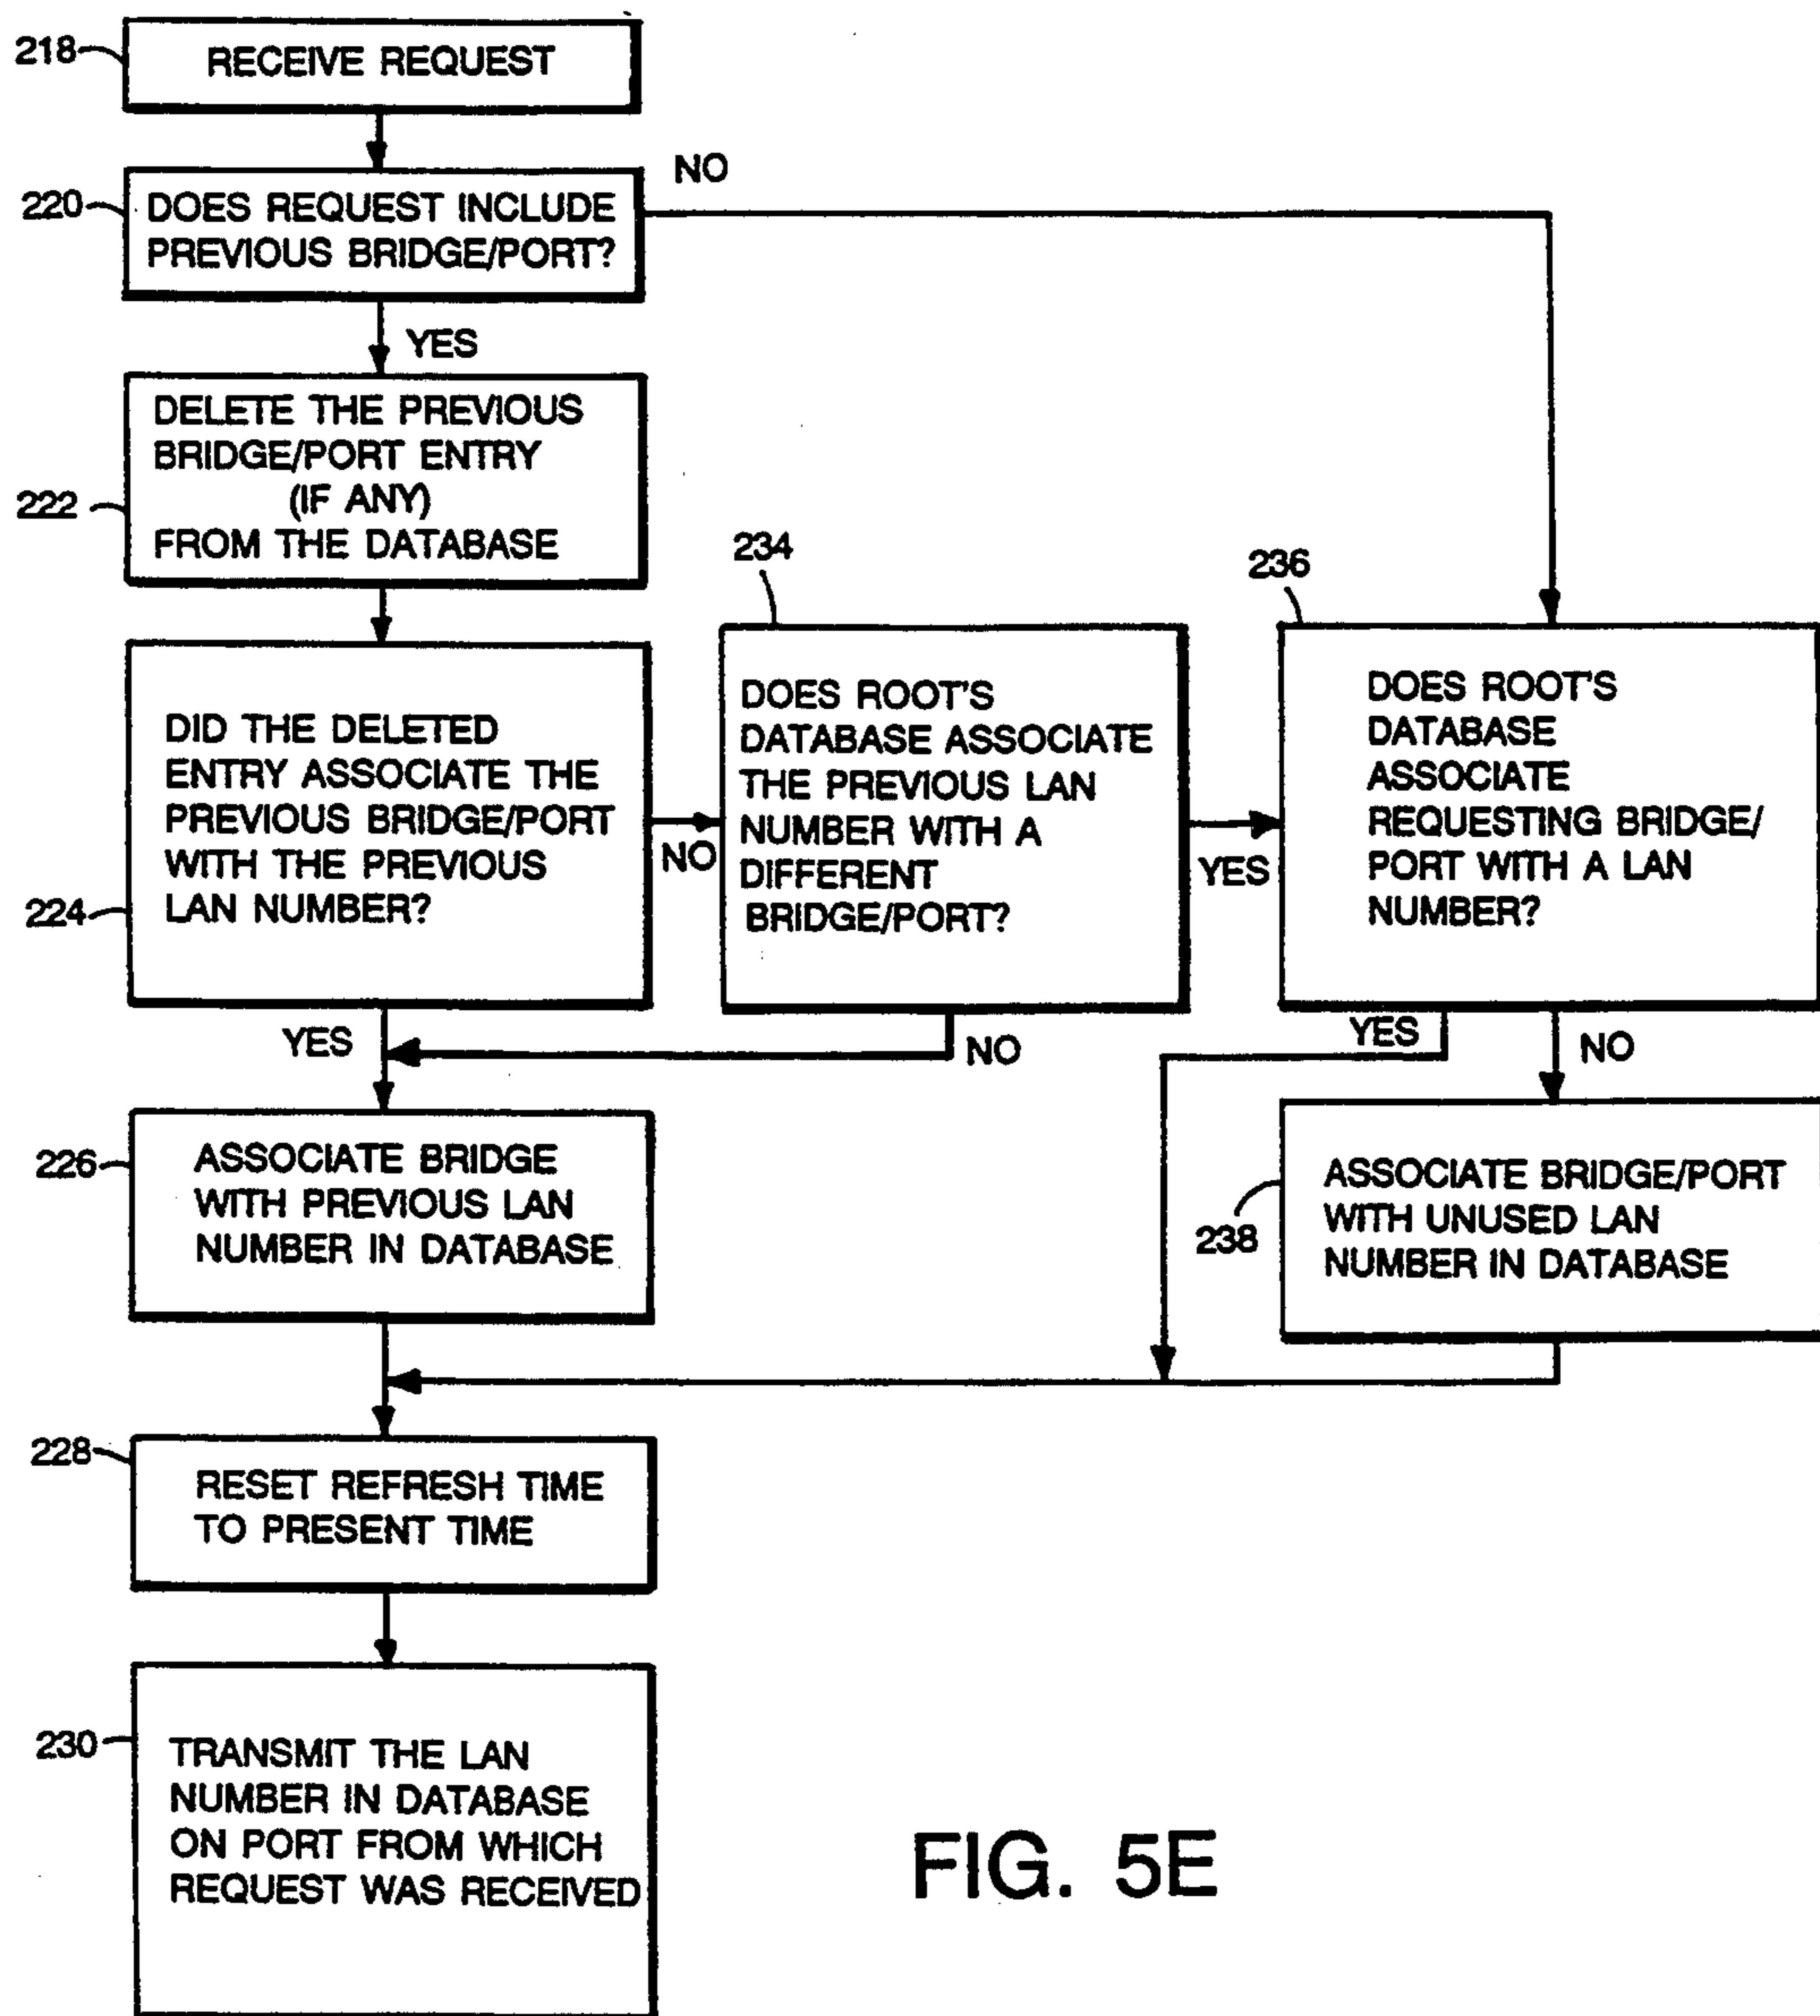 218
RECEIVE REQUEST
NO
220
DOES REQUEST INCLUDE
PREVIOUS BRIDGE/PORT?
YES
222
DELETE THE PREVIOUS
BRIDGE/PORT ENTRY
(IF ANY)
FROM THE DATABASE
224
DID THE DELETED
ENTRY ASSOCIATE THE
PREVIOUS BRIDGE/PORT
WITH THE PREVIOUS
LAN NUMBER?
NO
YES
234
DOES ROOT'S
DATABASE ASSOCIATE
THE PREVIOUS LAN
NUMBER WITH A
DIFFERENT
BRIDGE/PORT?
YES
NO
236
DOES ROOT'S
DATABASE
ASSOCIATE
REQUESTING BRIDGE/
PORT WITH A LAN
NUMBER?
YES
NO
226
ASSOCIATE BRIDGE
WITH PREVIOUS LAN
NUMBER IN DATABASE
238
ASSOCIATE BRIDGE/PORT
WITH UNUSED LAN
NUMBER IN DATABASE
228
RESET REFRESH TIME
TO PRESENT TIME
230
TRANSMIT THE LAN
NUMBER IN DATABASE
ON PORT FROM WHICH
REQUEST WAS RECEIVED
FIG. 5E